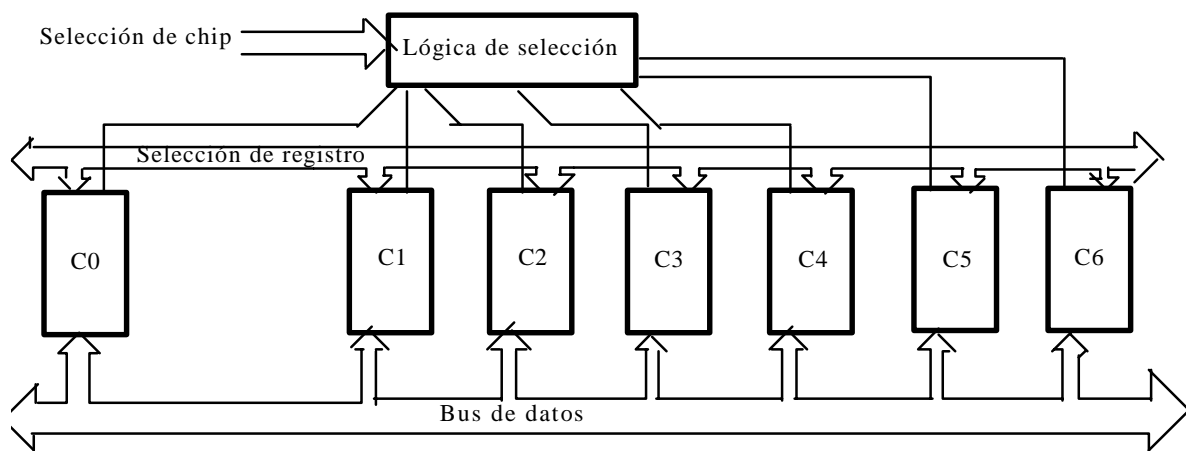 Selección de chip
Lógica de selección
Selección de registro
C0
C1
C2
C3
C4
C5
C6
Bus de datos